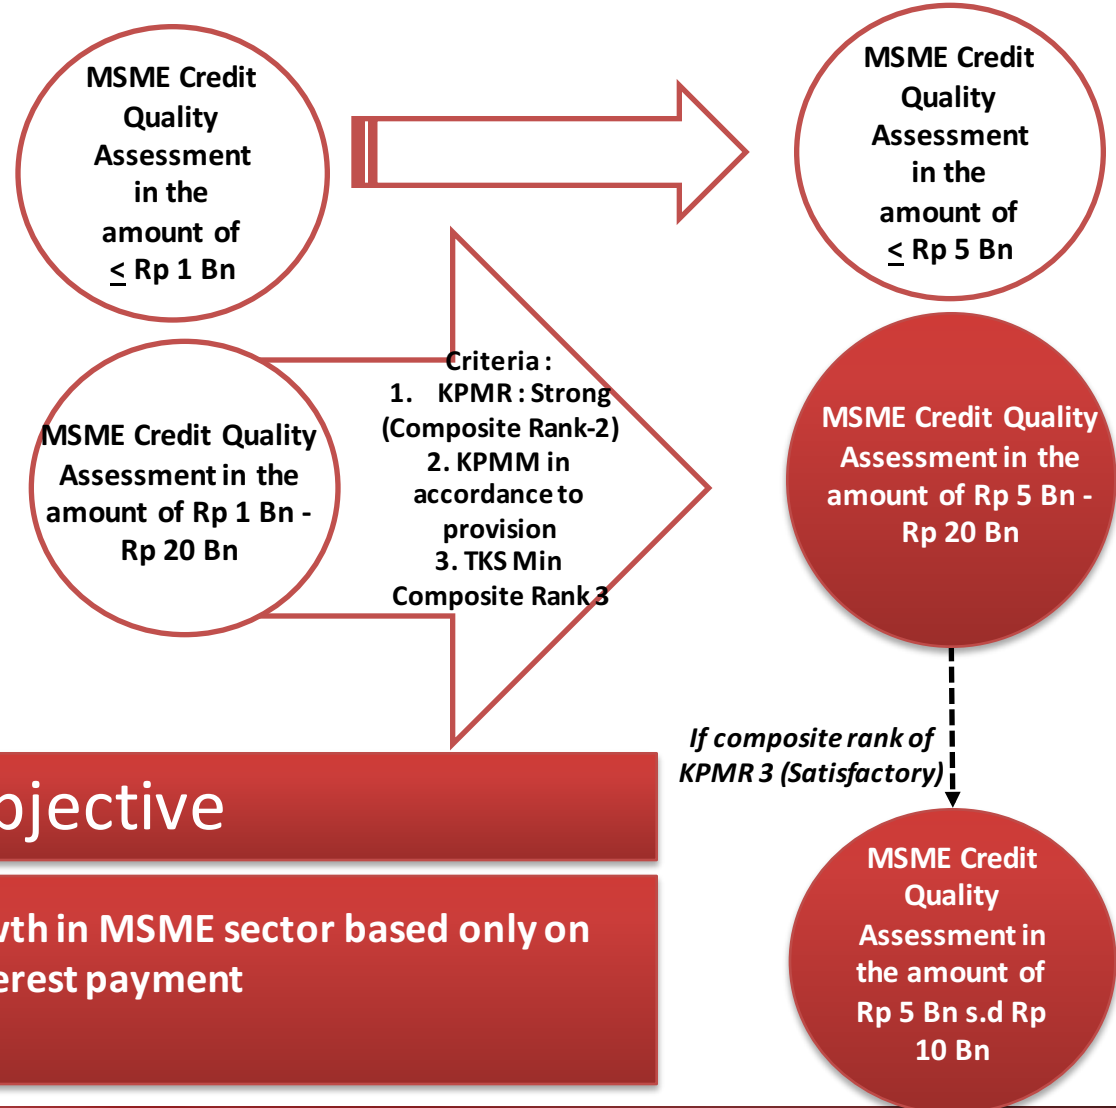 MSME Credit
Quality
Assessment
in the
amount of
≤ Rp 1 Bn
MSME Credit
Quality
Assessment
in the
amount of
≤ Rp 5 Bn
MSME Credit Quality
Assessment in the
amount of Rp 1 Bn -
Rp 20 Bn
Criteria :
1. KPMR : Strong
(Composite Rank-2)
2. KPMM in
accordance to
provision
3. TKS Min
Composite Rank 3
MSME Credit Quality
Assessment in the
amount of Rp 5 Bn -
Rp 20 Bn
If composite rank of
KPMR 3 (Satisfactory)
MSME Credit
Quality
Assessment in
the amount of
Rp 5 Bn s.d Rp
10 Bn
bjective
wth in MSME sector based only on
erest payment